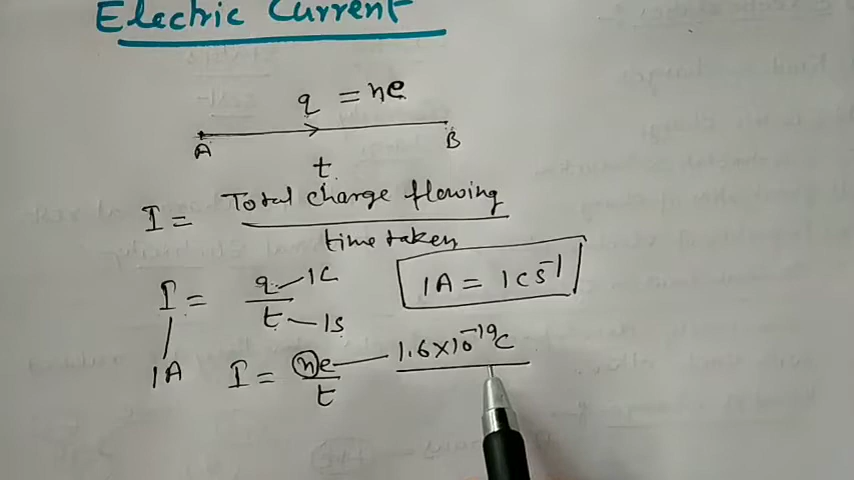 Electric Current
q = ne
A B
t
I = Total charge flowing
time taken
I = q 1C
t 1s
1A = 1Cs⁻¹
1A
I = ne 1.6×10⁻¹⁹C
t